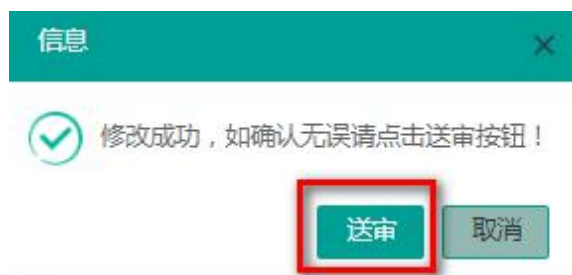 信息
修改成功，如确认无误请点击送审按钮！
送审 取消